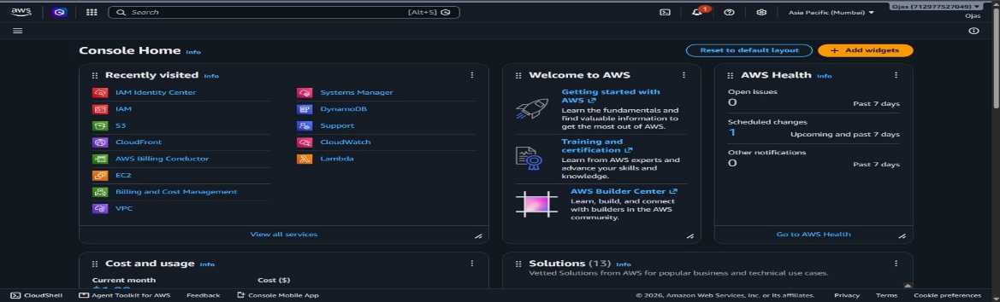 aws
Search
[Alt+S]
1
Asia Pacific (Mumbai)
Ojas (712977527049)
Ojas
Console Home Info
Reset to default layout
+ Add widgets
Recently visited Info
IAM Identity Center
IAM
S3
CloudFront
AWS Billing Conductor
EC2
Billing and Cost Management
VPC
Systems Manager
DynamoDB
Support
CloudWatch
Lambda
View all services
Welcome to AWS
Getting started with
AWS
Learn the fundamentals and
find valuable information to
get the most out of AWS.
Training and
certification
Learn from AWS experts and
advance your skills and
knowledge.
AWS Builder Center
Learn, build, and connect
with builders in the AWS
community.
AWS Health Info
Open issues
0
Past 7 days
Scheduled changes
1
Upcoming and past 7 days
Other notifications
0
Past 7 days
Go to AWS Health
Cost and usage Info
Current month
Cost ($)
Solutions (13) Info
Vetted Solutions from AWS for popular business and technical use cases.
CloudShell
Agent Toolkit for AWS
Feedback
Console Mobile App
© 2026, Amazon Web Services, Inc. or its affiliates.
Privacy
Terms
Cookie preferences